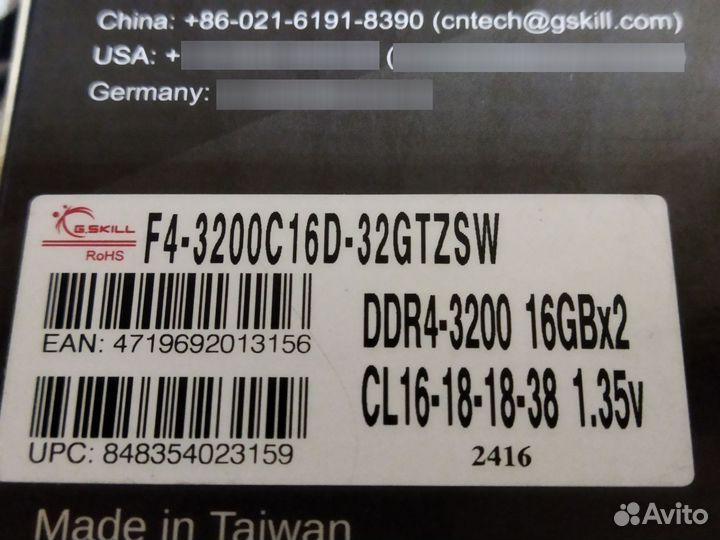 China: +86-021-6191-8390 (cntech@gskill.com)
USA: +
(
Germany:
G.SKILL
RoHS
F4-3200C16D-32GTZSW
EAN: 4719692013156
DDR4-3200 16GBx2
CL16-18-18-38 1.35v
UPC: 848354023159
2416
Made in Taiwan
Avito